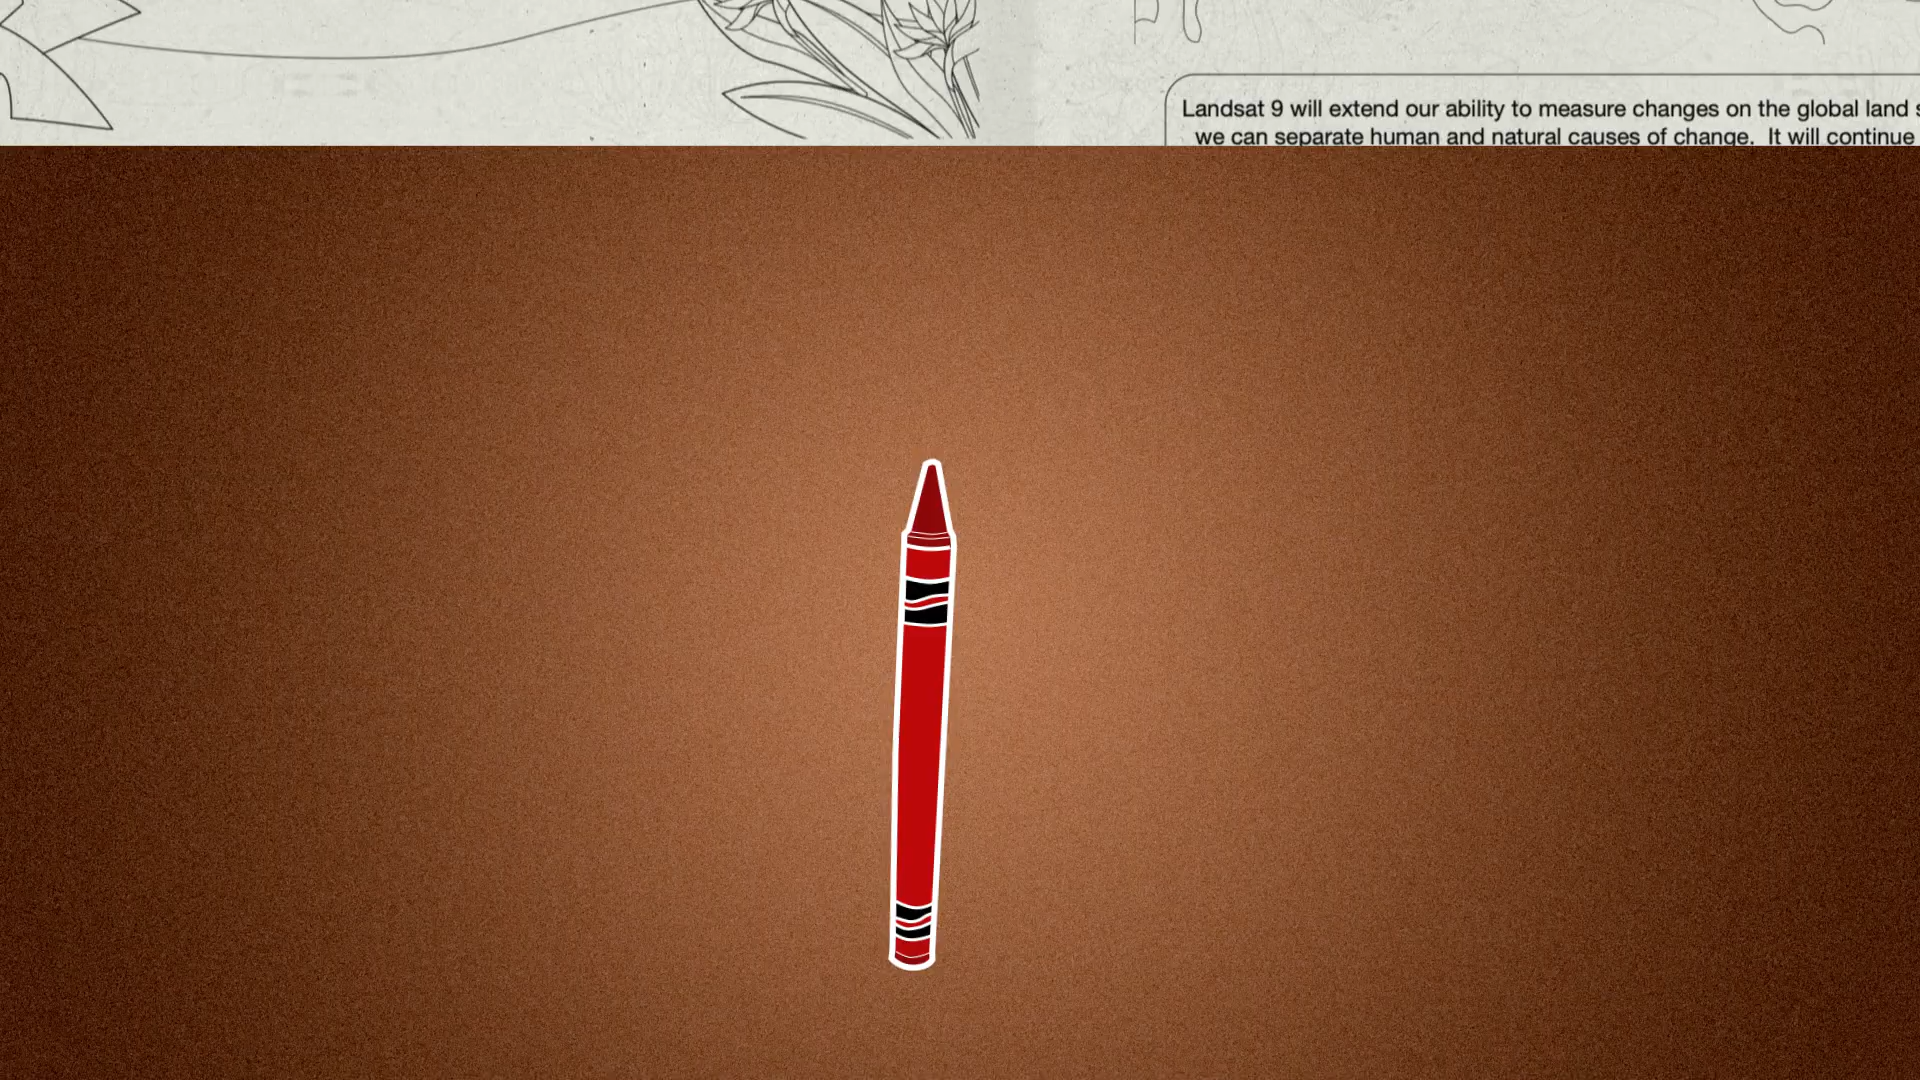 Landsat 9 will extend our ability to measure changes on the global land
we can separate human and natural causes of change. It will continue